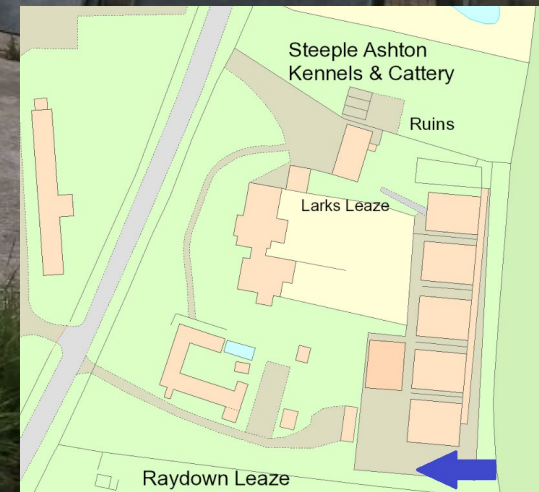 Steeple Ashton
Kennels & Cattery
Ruins
Larks Leaze
Raydown Leaze